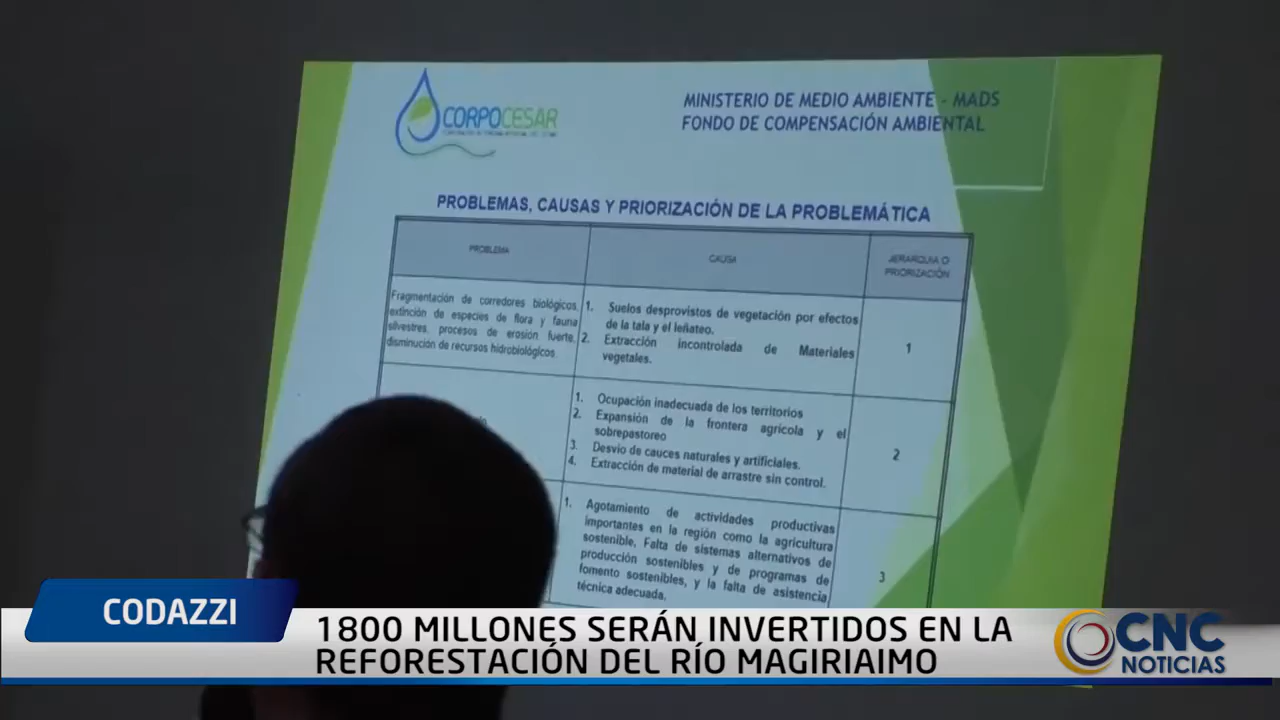 CORPOCESAR
MINISTERIO DE MEDIO AMBIENTE - MADS
FONDO DE COMPENSACIÓN AMBIENTAL
PROBLEMAS, CAUSAS Y PRIORIZACIÓN DE LA PROBLEMÁTICA
PROBLEMA
CAUSA
JERARQUIA O
PRIORIZACIÓN
Fragmentación de corredores biológicos,
extinción de especies de flora y fauna
silvestres, procesos de erosión fuerte,
disminución de recursos hidrobiológicos.
1. Suelos desprovistos de vegetación por efectos
de la tala y el leñateo.
2. Extracción incontrolada de Materiales
vegetales.
1
1. Ocupación inadecuada de los territorios
2. Expansión de la frontera agrícola y el
sobrepastoreo
3. Desvio de cauces naturales y artificiales.
4. Extracción de material de arrastre sin control.
2
1. Agotamiento de actividades productivas
importantes en la región como la agricultura
sostenible, Falta de sistemas alternativos de
producción sostenibles y de programas de
fomento sostenibles, y la falta de asistencia
técnica adecuada.
3
CODAZZI
1800 MILLONES SERÁN INVERTIDOS EN LA
REFORESTACIÓN DEL RÍO MAGIRIAIMO
CNC
NOTICIAS